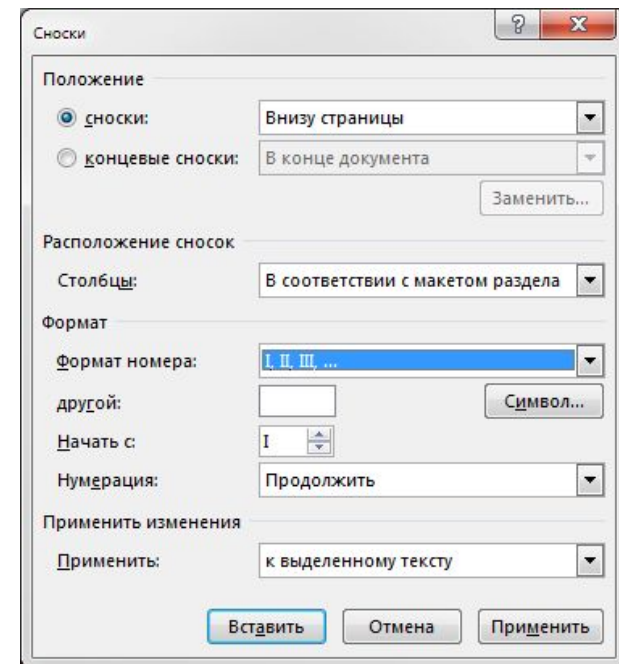 Сноски
Положение
сноски: Внизу страницы
концевые сноски: В конце документа
Заменить...
Расположение сносок
Столбцы: В соответствии с макетом раздела
Формат
Формат номера: I, II, III, ...
другой: Символ...
Начать с: I
Нумерация: Продолжить
Применить изменения
Применить: к выделенному тексту
Вставить Отмена Применить